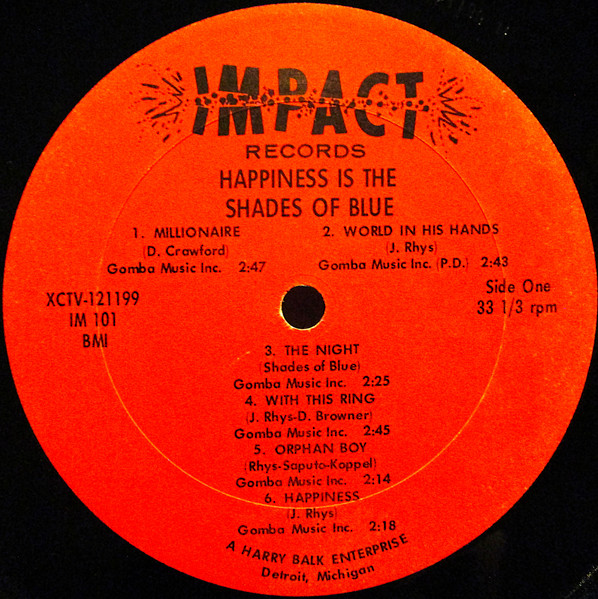 IMPACT
RECORDS
HAPPINESS IS THE
SHADES OF BLUE
1. MILLIONAIRE
(D. Crawford)
Gomba Music Inc. 2:47
2. WORLD IN HIS HANDS
(J. Rhys)
Gomba Music Inc. (P.D.) 2:43
XCTV-121199
IM 101
BMI
Side One
33 1/3 rpm
3. THE NIGHT
(Shades of Blue)
Gomba Music Inc. 2:25
4. WITH THIS RING
(J. Rhys-D. Browner)
Gomba Music Inc. 2:45
5. ORPHAN BOY
(Rhys-Saputo-Koppel)
Gomba Music Inc. 2:14
6. HAPPINESS
(J. Rhys)
Gomba Music Inc. 2:18
A HARRY BALK ENTERPRISE
Detroit, Michigan